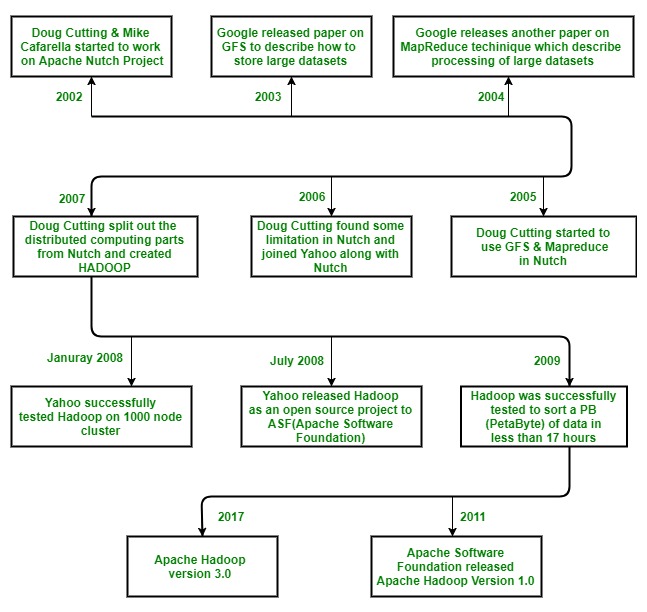 Doug Cutting & Mike
Cafarella started to work
on Apache Nutch Project
Google released paper on
GFS to describe how to
store large datasets
Google releases another paper on
MapReduce techinique which describe
processing of large datasets
2002
2003
2004
2007
2006
2005
Doug Cutting split out the
distributed computing parts
from Nutch and created
HADOOP
Doug Cutting found some
limitation in Nutch and
joined Yahoo along with
Nutch
Doug Cutting started to
use GFS & Mapreduce
in Nutch
Januray 2008
July 2008
2009
Yahoo successfully
tested Hadoop on 1000 node
cluster
Yahoo released Hadoop
as an open source project to
ASF(Apache Software
Foundation)
Hadoop was successfully
tested to sort a PB
(PetaByte) of data in
less than 17 hours
2017
2011
Apache Hadoop
version 3.0
Apache Software
Foundation released
Apache Hadoop Version 1.0